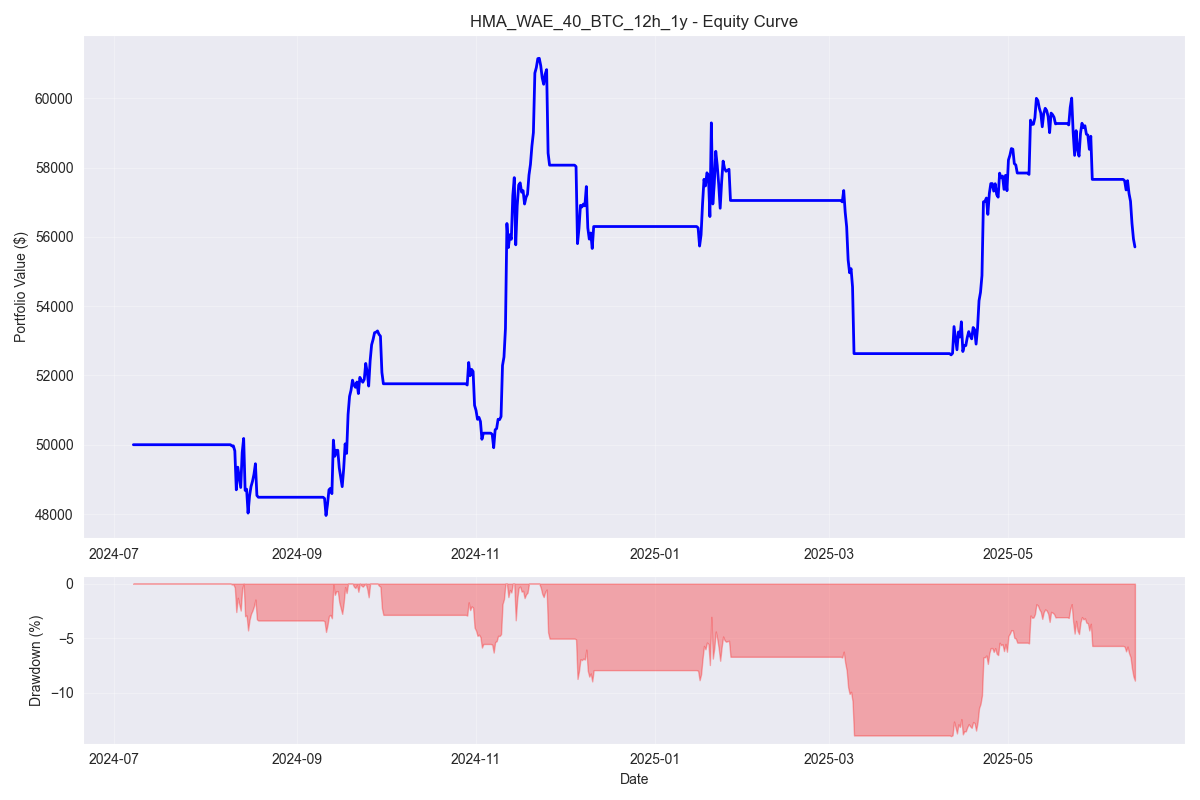 HMA_WAE_40_BTC_12h_1y - Equity Curve
Portfolio Value ($)
60000
58000
56000
54000
52000
50000
48000
2024-07 2024-09 2024-11 2025-01 2025-03 2025-05
Drawdown (%)
0
−5
−10
2024-07 2024-09 2024-11 2025-01 2025-03 2025-05
Date